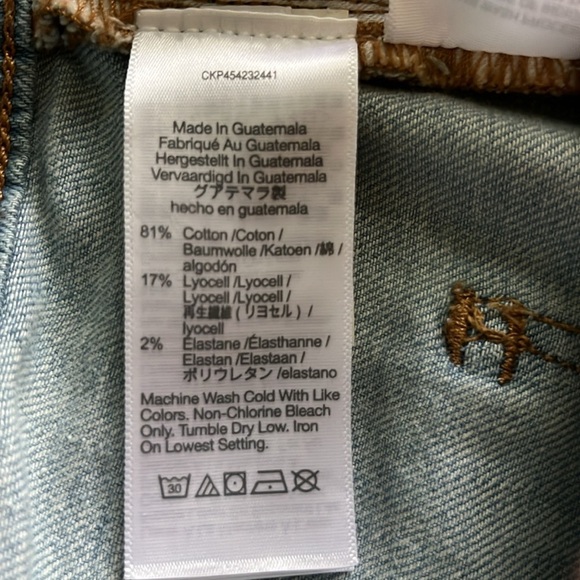 CKP454232441
Made In Guatemala
Fabriqué Au Guatemala
Hergestellt In Guatemala
Vervaardigd In Guatemala
グアテマラ製
hecho en guatemala
81% Cotton /Coton /
Baumwolle /Katoen /綿 /
algodón
17% Lyocell /Lyocell /
Lyocell /Lyocell /
再生繊維 ( リヨセル ) /
lyocell
2% Élastane /Élasthanne /
Elastan /Elastaan /
ポリウレタン /elastano
Machine Wash Cold With Like
Colors. Non-Chlorine Bleach
Only. Tumble Dry Low. Iron
On Lowest Setting.
30